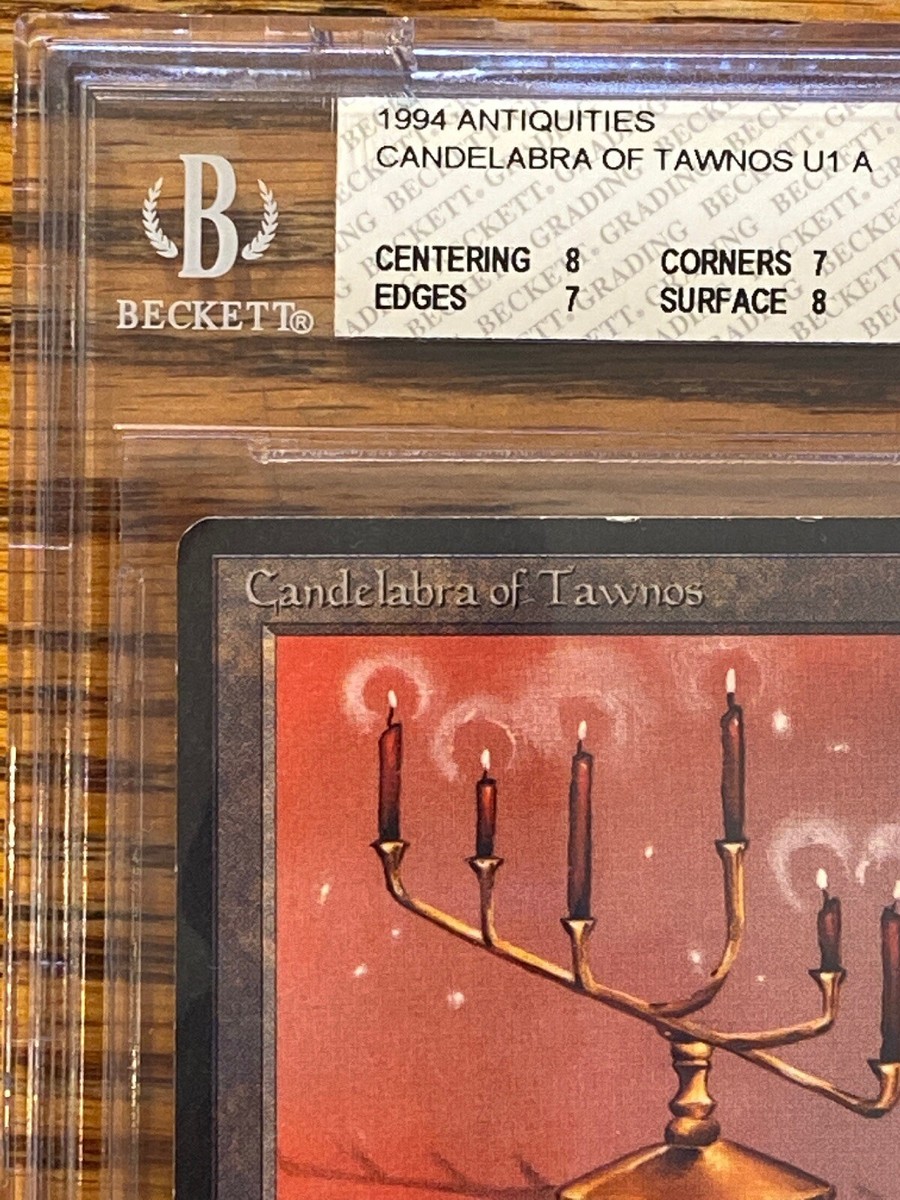 1994 ANTIQUITIES
CANDELABRA OF TAWNOS U1 A
B
BECKETT®
CENTERING 8 CORNERS 7
EDGES 7 SURFACE 8
Candelabra of Tawnos